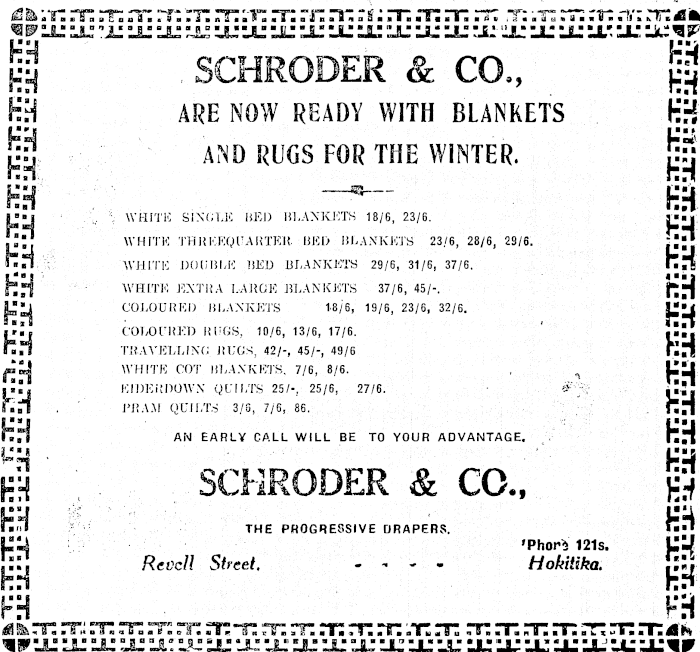 SCHRODER & CO.,
ARE NOW READY WITH BLANKETS
AND RUGS FOR THE WINTER.
WHITE SINGLE BED BLANKETS 18/6, 23/6.
WHITE THREEQUARTER BED BLANKETS 23/6, 28/6, 29/6.
WHITE DOUBLE BED BLANKETS 29/6, 31/6, 37/6.
WHITE EXTRA LARGE BLANKETS 37/6, 45/-.
COLOURED BLANKETS 18/6, 19/6, 23/6, 32/6.
COLOURED RUGS, 10/6, 13/6, 17/6.
TRAVELLING RUGS, 42/-, 45/-, 49/6
WHITE COT BLANKETS, 7/6, 8/6.
EIDERDOWN QUILTS 25/-, 25/6, 27/6.
PRAM QUILTS 3/6, 7/6, 86.
AN EARLY CALL WILL BE TO YOUR ADVANTAGE.
SCHRODER & CO.,
THE PROGRESSIVE DRAPERS.
'Phone 121s.
Revell Street. - - - - Hokitika.